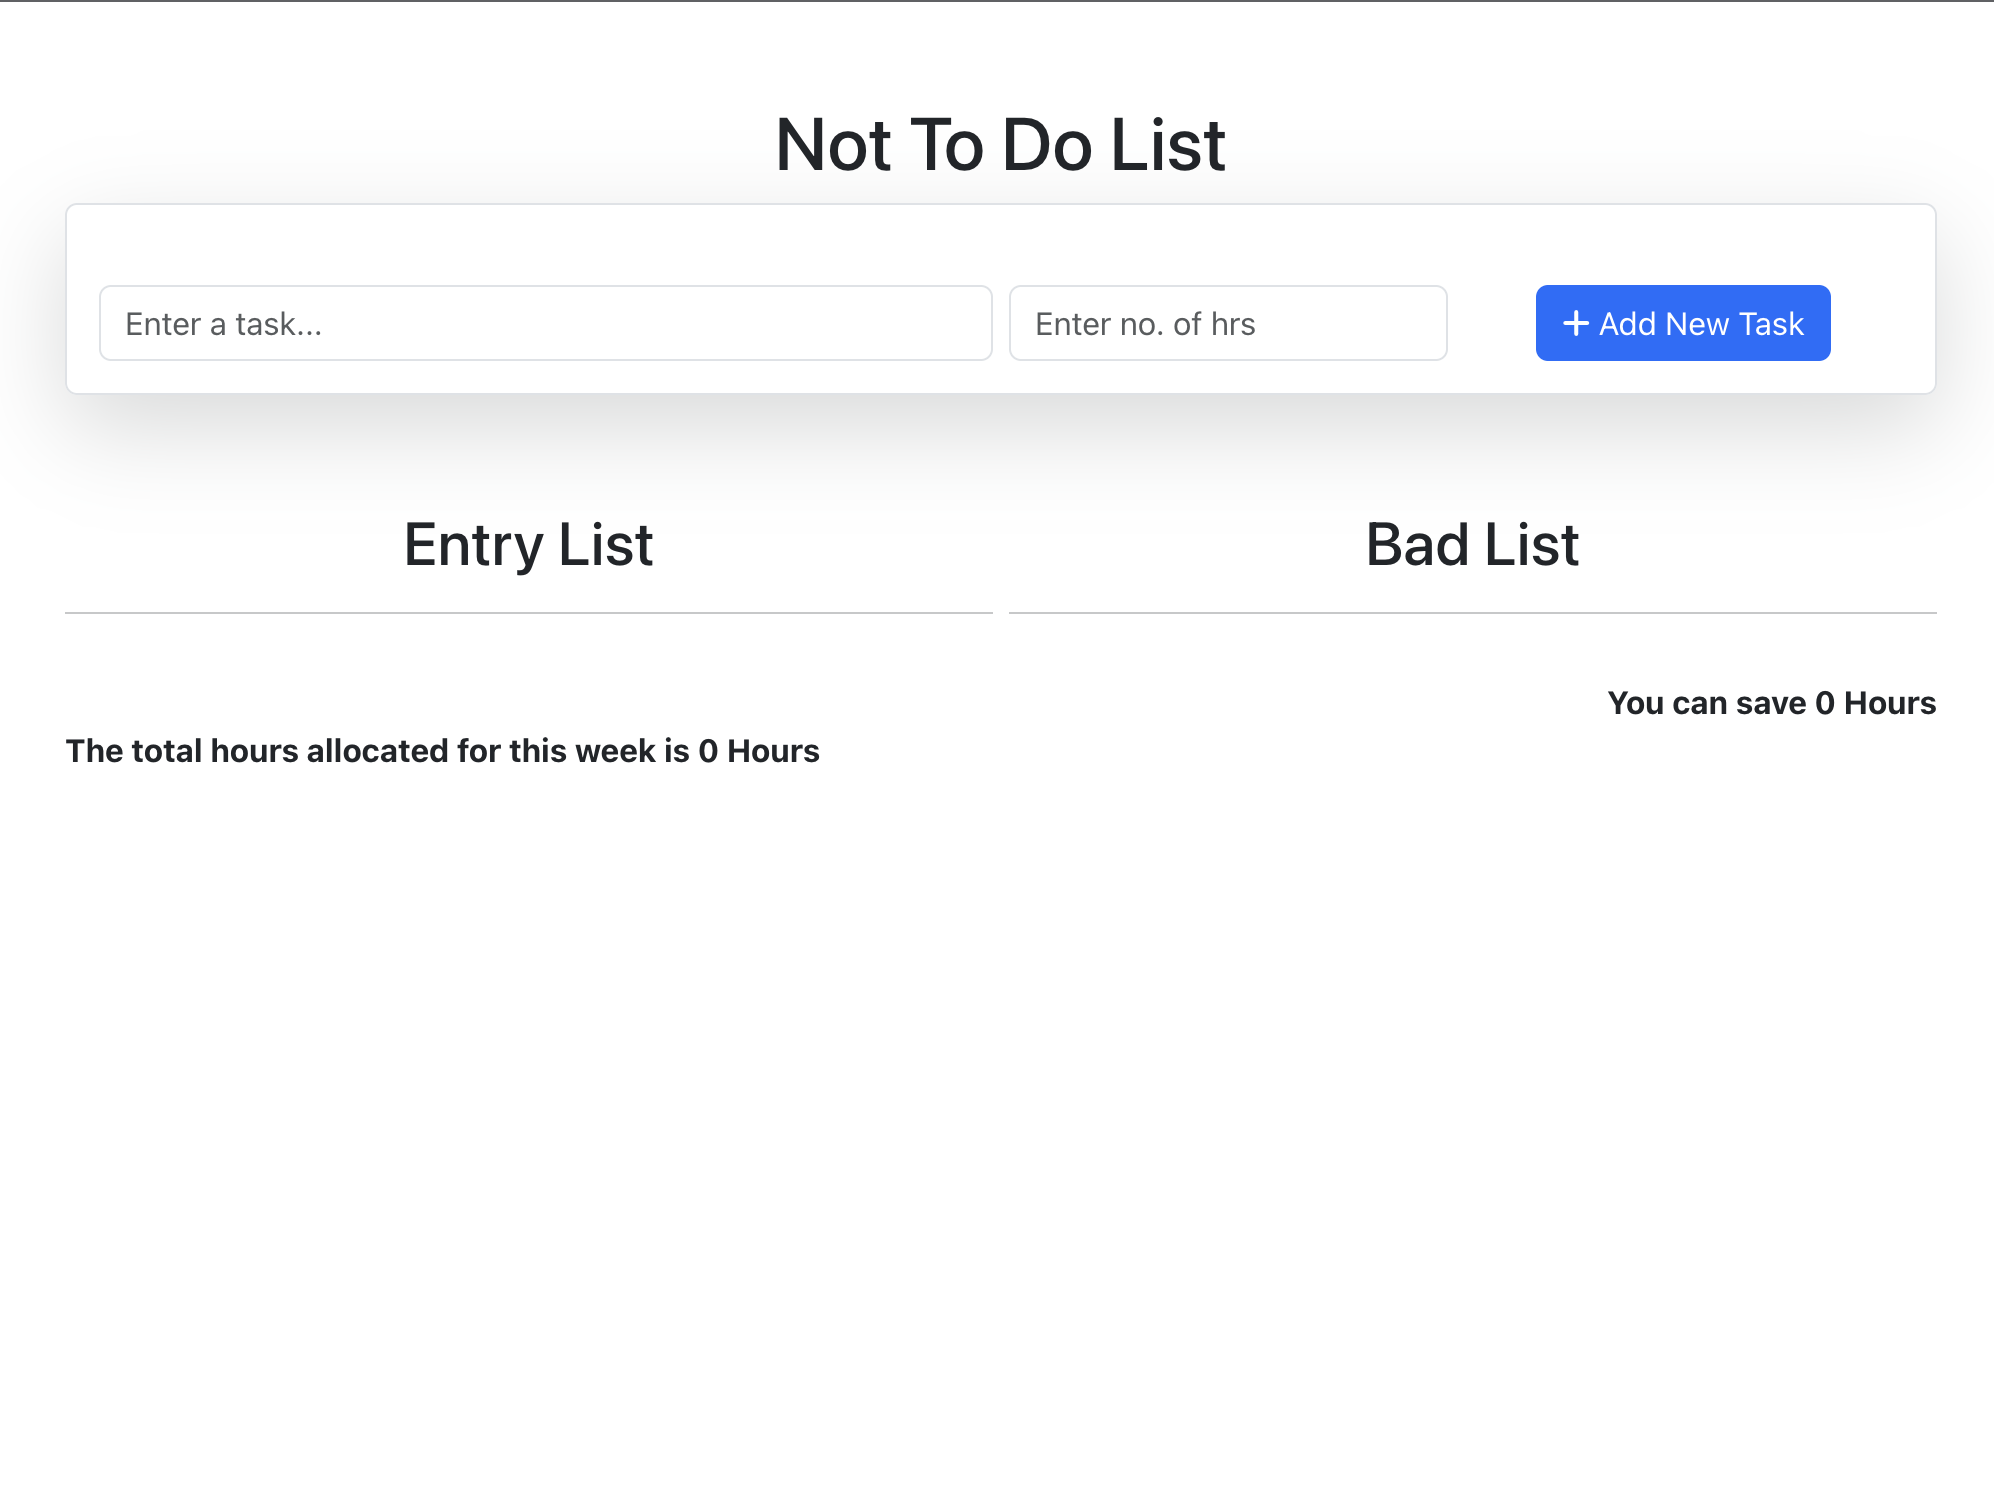 Not To Do List
Enter a task...
Enter no. of hrs
+ Add New Task
Entry List
Bad List
You can save 0 Hours
The total hours allocated for this week is 0 Hours